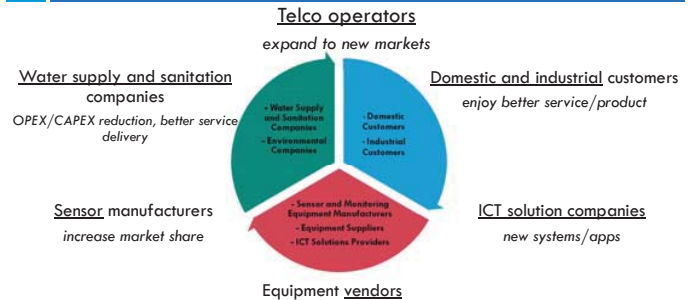 Telco operators
expand to new markets
Water supply and sanitation
companies
OPEX/CAPEX reduction, better service
delivery
Domestic and industrial customers
enjoy better service/product
- Water Supply
and Sanitation
Companies
- Environmental
Companies
- Domestic
Customers
- Industrial
Customers
- Sensor and Monitoring
Equipment Manufacturers
- Equipment Suppliers
- ICT Solutions Providers
Sensor manufacturers
increase market share
ICT solution companies
new systems/apps
Equipment vendors